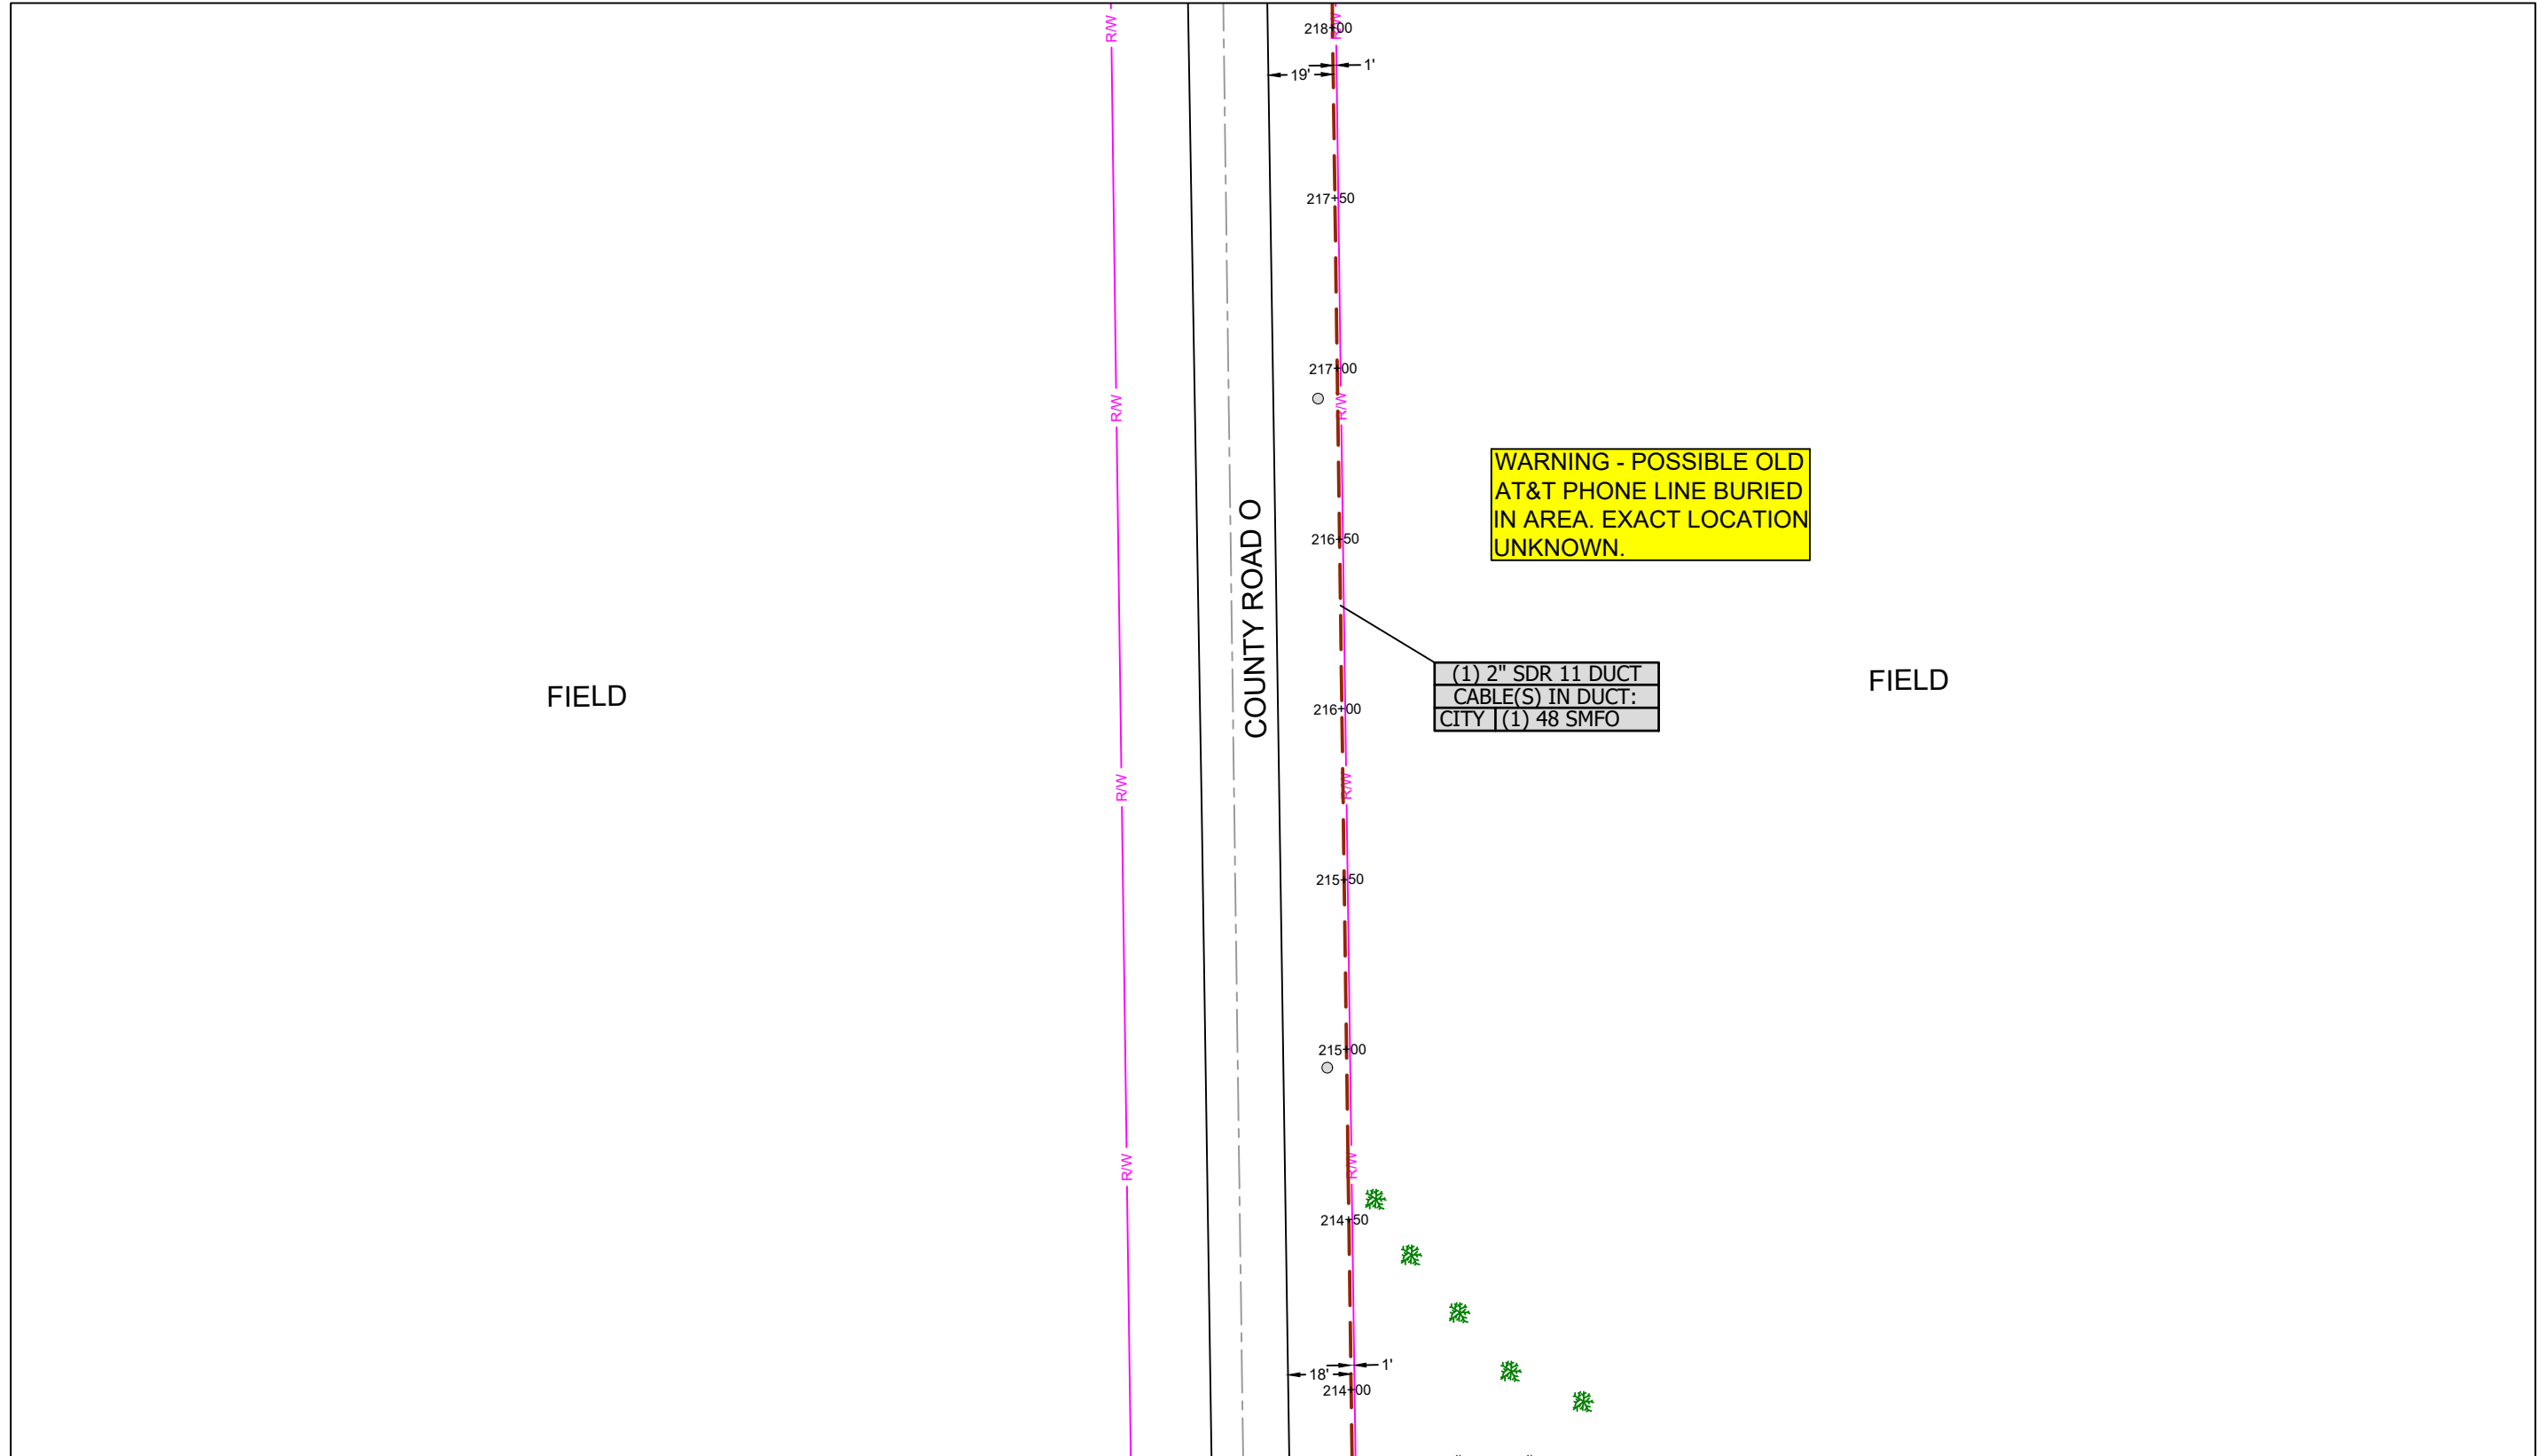 R/W
R/W
218+00
19'
1'
217+50
217+00
R/W
R/W
WARNING - POSSIBLE OLD
AT&T PHONE LINE BURIED
IN AREA. EXACT LOCATION
UNKNOWN.
216+50
COUNTY ROAD O
(1) 2" SDR 11 DUCT
CABLE(S) IN DUCT:
CITY (1) 48 SMFO
FIELD
FIELD
216+00
R/W
R/W
215+50
215+00
R/W
R/W
214+50
18'
1'
214+00